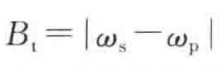 B_t = | ω_s − ω_p |